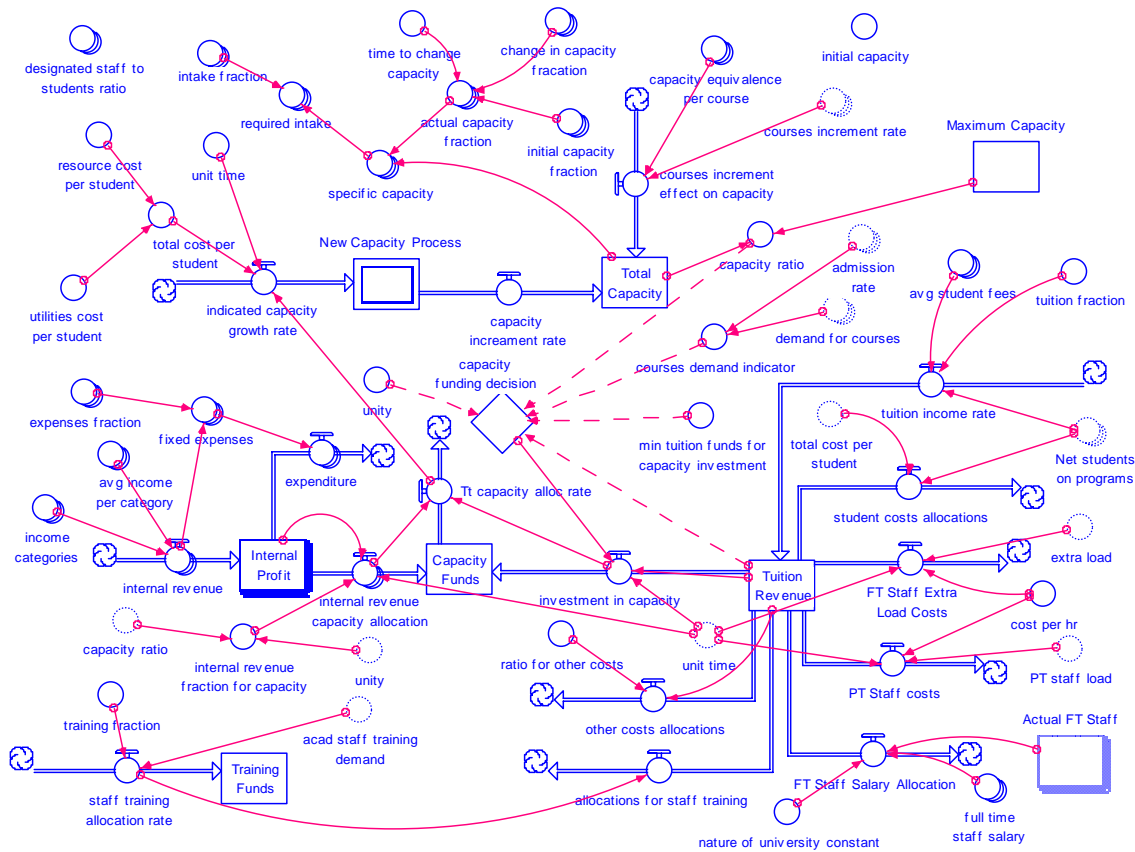 designated staff to
students ratio
intake fraction
time to change
capacity
change in capacity
fracation
capacity equivalence
per course
initial capacity
required intake
actual capacity
fraction
initial capacity
fraction
courses increment rate
Maximum Capacity
resource cost
per student
unit time
specific capacity
courses increment
effect on capacity
total cost per
student
New Capacity Process
Total
Capacity
capacity ratio
admission
rate
avg student fees
tuition fraction
utilities cost
per student
indicated capacity
growth rate
capacity
increament rate
demand for courses
courses demand indicator
capacity
funding decision
unity
tuition income rate
expenses fraction
fixed expenses
min tuition funds for
capacity investment
total cost per
student
Net students
on programs
avg income
per category
expenditure
Tt capacity alloc rate
student costs allocations
income
categories
internal revenue
Internal
Profit
internal revenue
capacity allocation
Capacity
Funds
investment in capacity
Tuition
Revenue
FT Staff Extra
Load Costs
extra load
cost per hr
capacity ratio
internal revenue
fraction for capacity
unity
ratio for other costs
unit time
PT Staff costs
PT staff load
training fraction
acad staff training
demand
other costs allocations
Actual FT Staff
staff training
allocation rate
Training
Funds
allocations for staff training
FT Staff Salary Allocation
nature of university constant
full time
staff salary